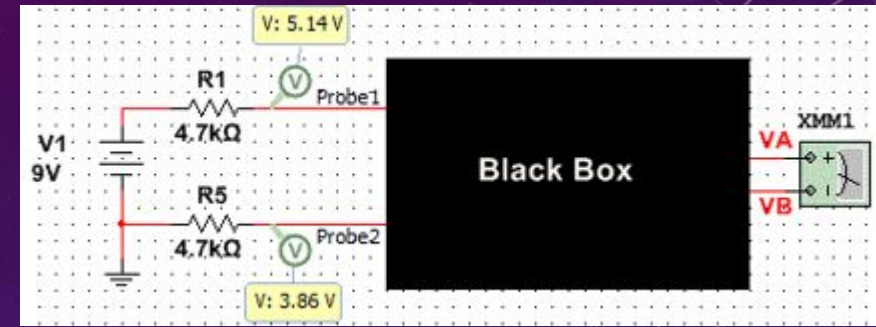 V: 5.14 V
R1
Probe1
4.7kΩ
XMM1
V1
9V
VA
Black Box
R5
VB
Probe2
4.7kΩ
V: 3.86 V
V
V
+
-